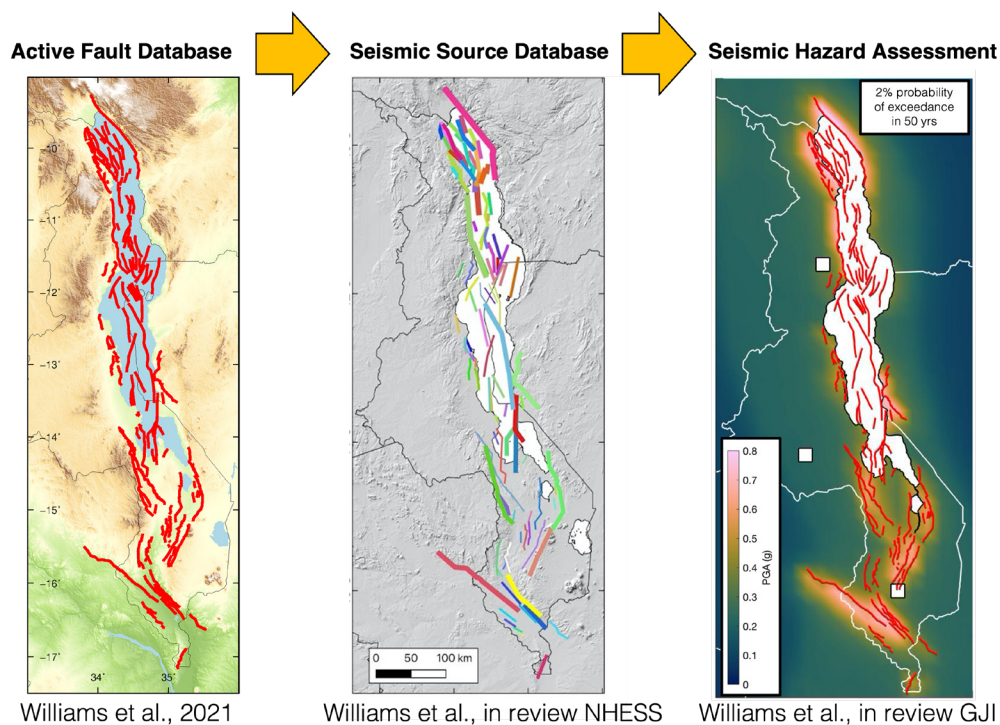 Active Fault Database
Seismic Source Database
Seismic Hazard Assessment
-10˚
-11˚
-12˚
-13˚
-14˚
-15˚
-16˚
-17˚
34˚
35˚
0 50 100 km
2% probability
of exceedance
in 50 yrs
0.8
0.7
0.6
0.5
0.4
0.3
0.2
0.1
0
PGA (g)
Williams et al., 2021
Williams et al., in review NHESS
Williams et al., in review GJI